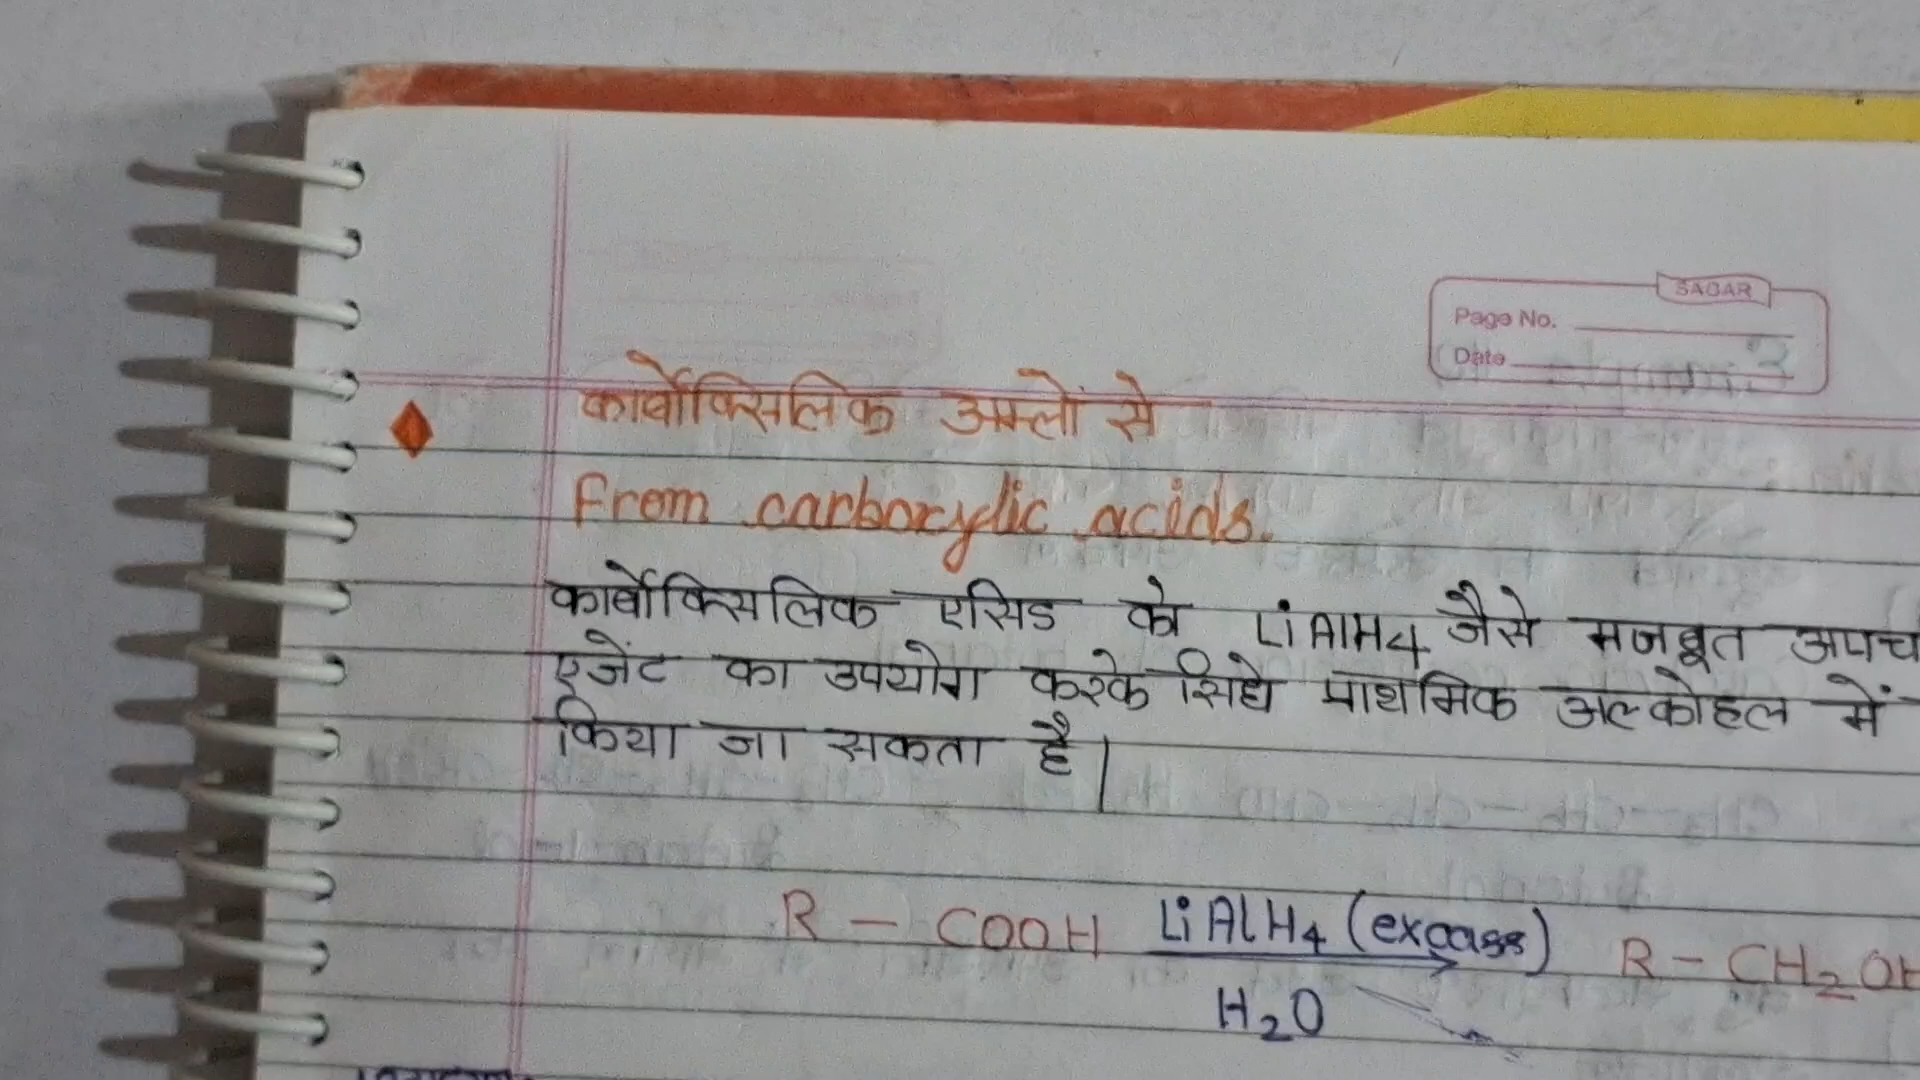 SAGAR
Page No.
Date
कार्बोक्सिलिक अम्लों से
From carboxylic acids.
कार्बोक्सिलिक एसिड को LiAlH4 जैसे मजबूत अपच
एजेंट का उपयोग करके सिधे प्राथमिक अल्कोहल में
किया जा सकता है।
R - COOH LiAlH4 (excess) R - CH2OH
H2O